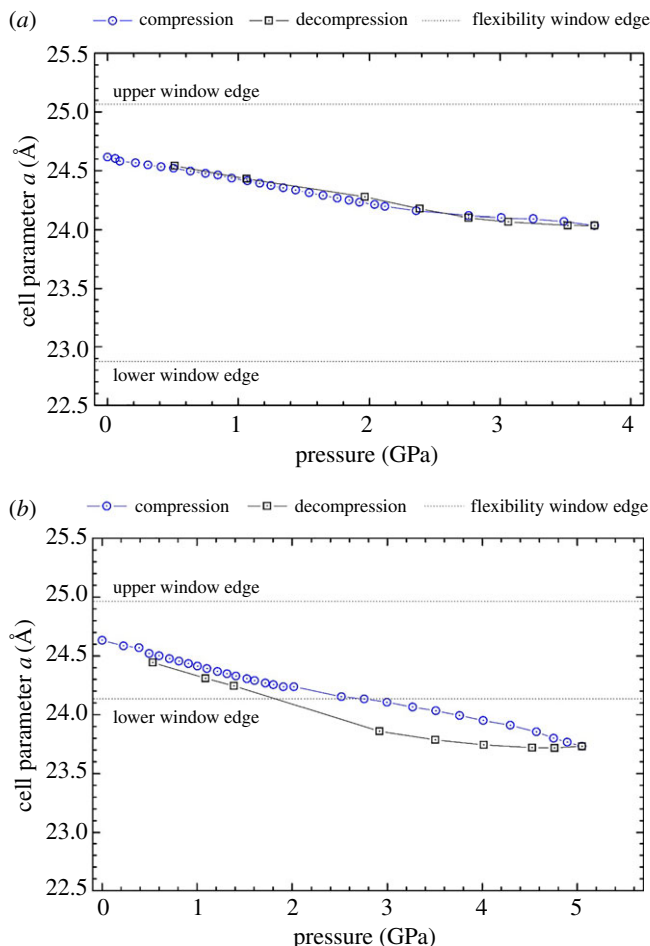 (a) compression decompression flexibility window edge
25.5
upper window edge
25.0
24.5
24.0
23.5
23.0
lower window edge
22.5
0 1 2 3 4
cell parameter a (Å)
pressure (GPa)
(b) compression decompression flexibility window edge
25.5
upper window edge
25.0
24.5
24.0
lower window edge
23.5
23.0
22.5
0 1 2 3 4 5
cell parameter a (Å)
pressure (GPa)